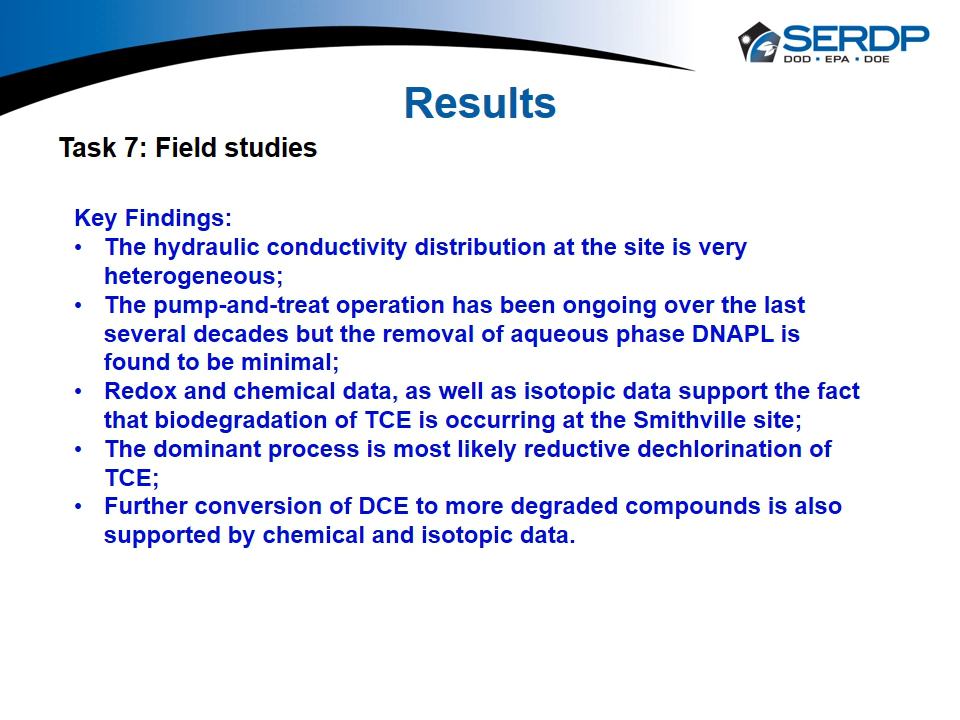 SERDP
DOD • EPA • DOE
Results
Task 7: Field studies
Key Findings:
• The hydraulic conductivity distribution at the site is very
heterogeneous;
• The pump-and-treat operation has been ongoing over the last
several decades but the removal of aqueous phase DNAPL is
found to be minimal;
• Redox and chemical data, as well as isotopic data support the fact
that biodegradation of TCE is occurring at the Smithville site;
• The dominant process is most likely reductive dechlorination of
TCE;
• Further conversion of DCE to more degraded compounds is also
supported by chemical and isotopic data.